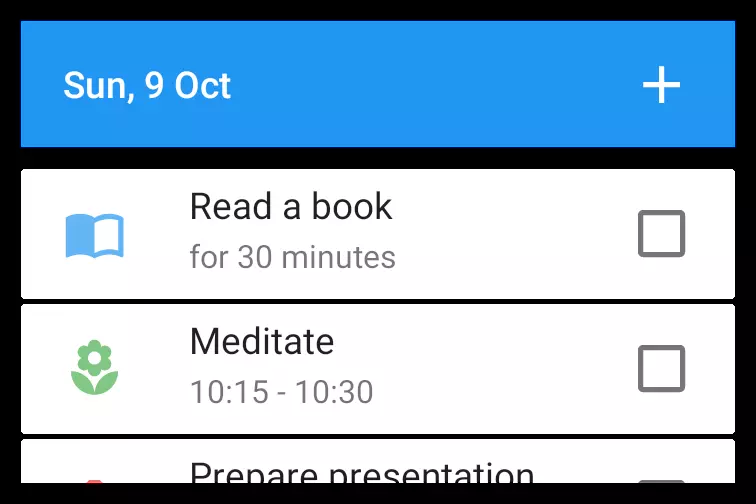 Sun, 9 Oct
Read a book
for 30 minutes
Meditate
10:15 - 10:30
Prepare presentation